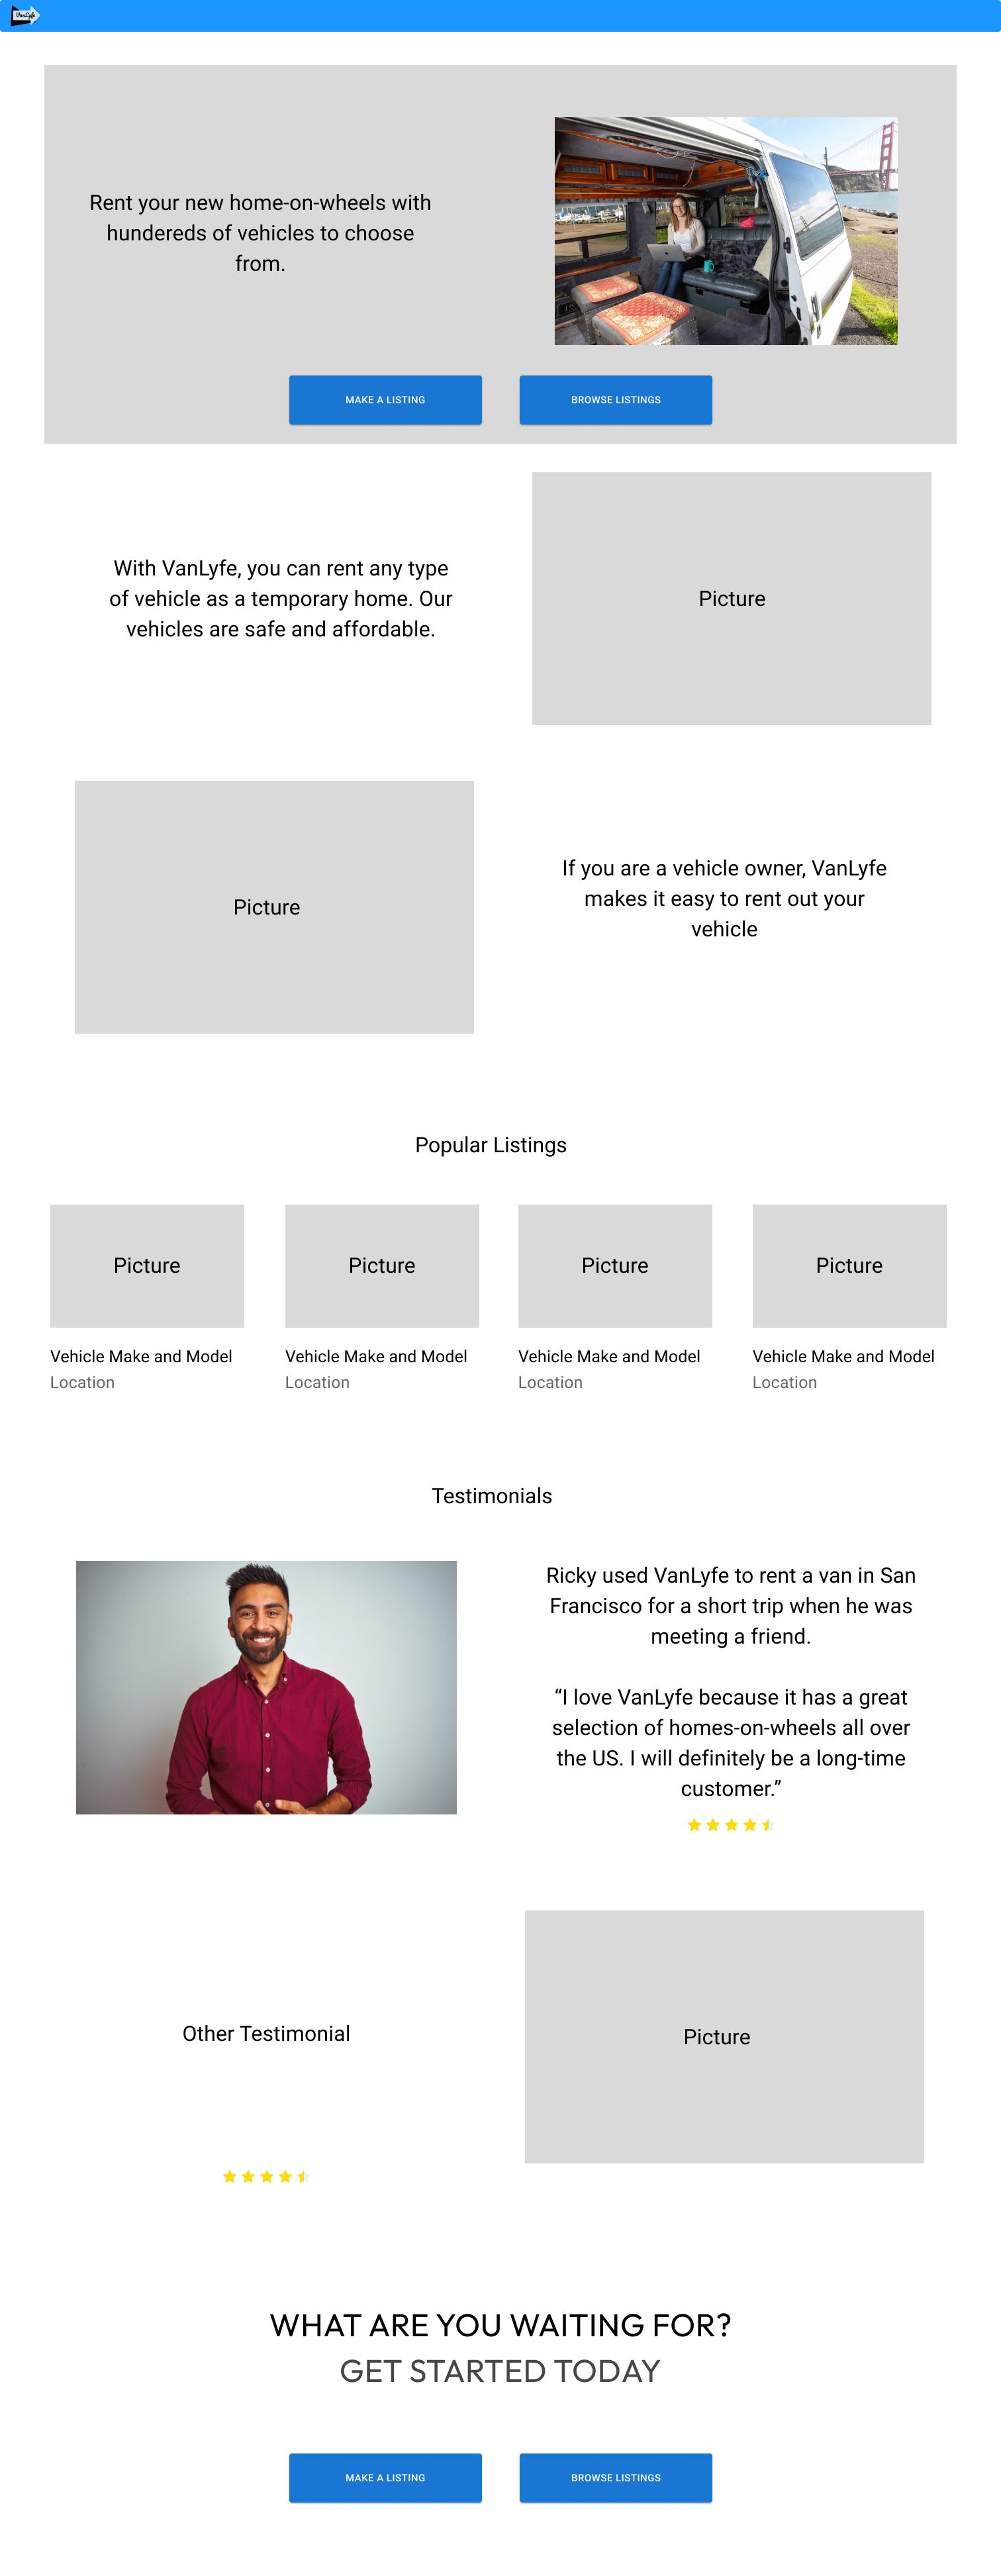 VanLyfe
Rent your new home-on-wheels with
hundereds of vehicles to choose
from.
MAKE A LISTING
BROWSE LISTINGS
With VanLyfe, you can rent any type
of vehicle as a temporary home. Our
vehicles are safe and affordable.
Picture
Picture
If you are a vehicle owner, VanLyfe
makes it easy to rent out your
vehicle
Popular Listings
Picture
Picture
Picture
Picture
Vehicle Make and Model
Vehicle Make and Model
Vehicle Make and Model
Vehicle Make and Model
Location
Location
Location
Location
Testimonials
Ricky used VanLyfe to rent a van in San
Francisco for a short trip when he was
meeting a friend.
“I love VanLyfe because it has a great
selection of homes-on-wheels all over
the US. I will definitely be a long-time
customer.”
Other Testimonial
Picture
WHAT ARE YOU WAITING FOR?
GET STARTED TODAY
MAKE A LISTING
BROWSE LISTINGS